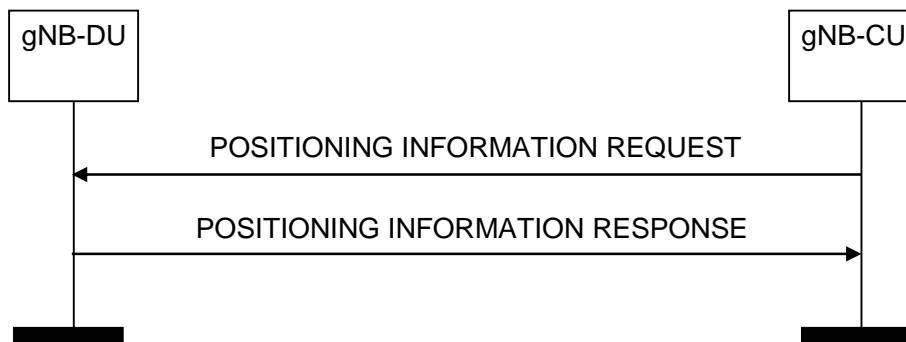 gNB-DU
gNB-CU
POSITIONING INFORMATION REQUEST
POSITIONING INFORMATION RESPONSE